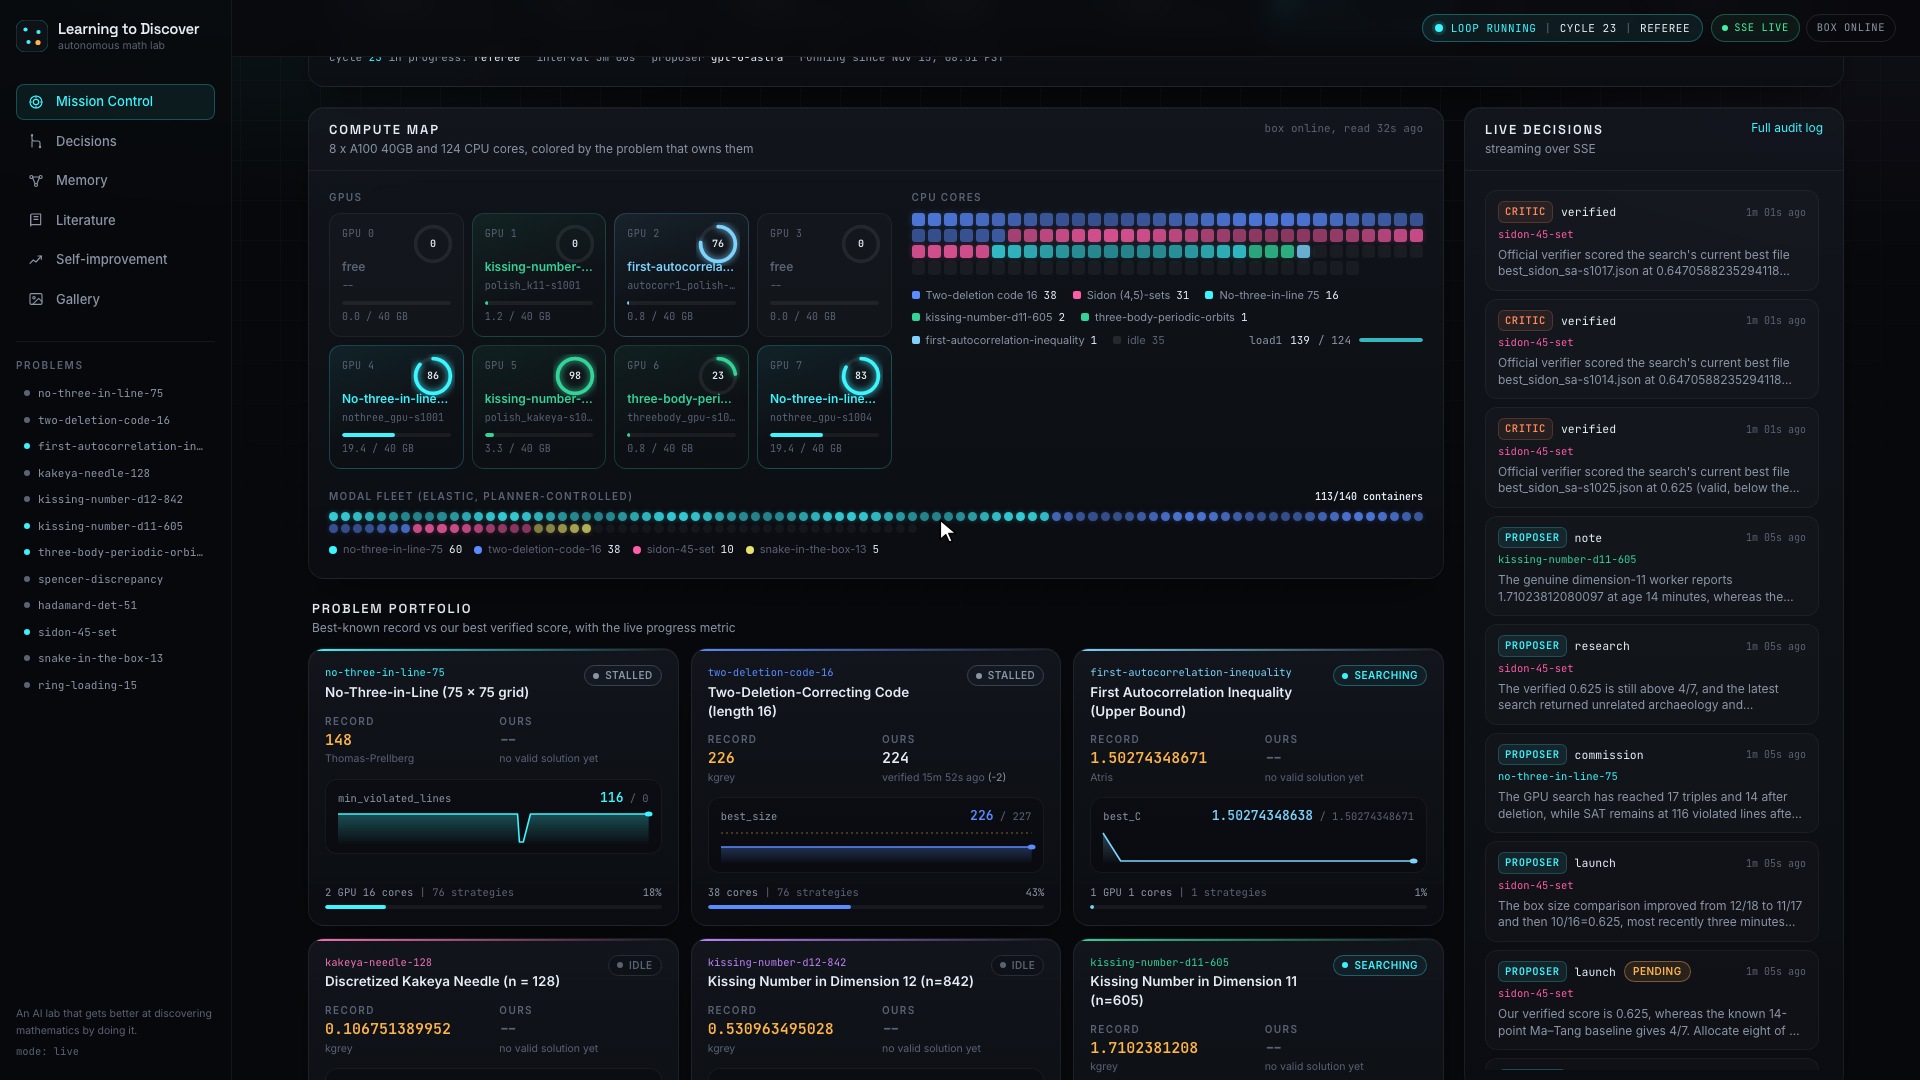 Learning to Discover
autonomous math lab
LOOP RUNNING | CYCLE 23 | REFEREE
SSE LIVE
BOX ONLINE
Mission Control
Decisions
Memory
Literature
Self-improvement
Gallery
PROBLEMS
no-three-in-line-75
two-deletion-code-16
first-autocorrelation-in…
kakeya-needle-128
kissing-number-d12-842
kissing-number-d11-605
three-body-periodic-orbi…
spencer-discrepancy
hadamard-det-51
sidon-45-set
snake-in-the-box-13
ring-loading-15
An AI lab that gets better at discovering
mathematics by doing it.
mode: live
cycle 23 in progress: referee interval 3m 00s proposer gpt-6-astra running since Nov 15, 08:51 PST
COMPUTE MAP
box online, read 32s ago
8 x A100 40GB and 124 CPU cores, colored by the problem that owns them
GPUS
GPU 0
0
free
--
0.0 / 40 GB
GPU 1
0
kissing-number-…
polish_k11-s1001
1.2 / 40 GB
GPU 2
76
first-autocorrela…
autocorr1_polish-…
0.8 / 40 GB
GPU 3
0
free
--
0.0 / 40 GB
GPU 4
86
No-three-in-line…
nothree_gpu-s1001
19.4 / 40 GB
GPU 5
98
kissing-number-…
polish_kakeya-s10…
3.3 / 40 GB
GPU 6
23
three-body-peri…
threebody_gpu-s10…
0.8 / 40 GB
GPU 7
83
No-three-in-line…
nothree_gpu-s1004
19.4 / 40 GB
CPU CORES
Two-deletion code 16 38
Sidon (4,5)-sets 31
No-three-in-line 75 16
kissing-number-d11-605 2
three-body-periodic-orbits 1
first-autocorrelation-inequality 1
idle 35
load1 139 / 124
MODAL FLEET (ELASTIC, PLANNER-CONTROLLED)
113/140 containers
no-three-in-line-75 60
two-deletion-code-16 38
sidon-45-set 10
snake-in-the-box-13 5
PROBLEM PORTFOLIO
Best-known record vs our best verified score, with the live progress metric
no-three-in-line-75
STALLED
No-Three-in-Line (75 × 75 grid)
RECORD
148
Thomas-Prellberg
OURS
--
no valid solution yet
min_violated_lines
116 / 0
2 GPU 16 cores | 76 strategies
18%
two-deletion-code-16
STALLED
Two-Deletion-Correcting Code
(length 16)
RECORD
226
kgrey
OURS
224
verified 15m 52s ago (-2)
best_size
226 / 227
38 cores | 76 strategies
43%
first-autocorrelation-inequality
SEARCHING
First Autocorrelation Inequality
(Upper Bound)
RECORD
1.50274348671
Atris
OURS
--
no valid solution yet
best_C
1.50274348638 / 1.50274348671
1 GPU 1 cores | 1 strategies
1%
kakeya-needle-128
IDLE
Discretized Kakeya Needle (n = 128)
RECORD
0.106751389952
kgrey
OURS
--
no valid solution yet
kissing-number-d12-842
IDLE
Kissing Number in Dimension 12 (n=842)
RECORD
0.530963495028
kgrey
OURS
--
no valid solution yet
kissing-number-d11-605
SEARCHING
Kissing Number in Dimension 11
(n=605)
RECORD
1.7102381208
kgrey
OURS
--
no valid solution yet
LIVE DECISIONS
Full audit log
streaming over SSE
CRITIC verified 1m 01s ago
sidon-45-set
Official verifier scored the search's current best file
best_sidon_sa-s1017.json at 0.6470588235294118…
CRITIC verified 1m 01s ago
sidon-45-set
Official verifier scored the search's current best file
best_sidon_sa-s1014.json at 0.6470588235294118…
CRITIC verified 1m 01s ago
sidon-45-set
Official verifier scored the search's current best file
best_sidon_sa-s1025.json at 0.625 (valid, below the…
PROPOSER note 1m 05s ago
kissing-number-d11-605
The genuine dimension-11 worker reports
1.71023812080097 at age 14 minutes, whereas the…
PROPOSER research 1m 05s ago
sidon-45-set
The verified 0.625 is still above 4/7, and the latest
search returned unrelated archaeology and…
PROPOSER commission 1m 05s ago
no-three-in-line-75
The GPU search has reached 17 triples and 14 after
deletion, while SAT remains at 116 violated lines afte…
PROPOSER launch 1m 05s ago
sidon-45-set
The box size comparison improved from 12/18 to 11/17
and then 10/16=0.625, most recently three minutes…
PROPOSER launch PENDING 1m 05s ago
sidon-45-set
Our verified score is 0.625, whereas the known 14-
point Ma–Tang baseline gives 4/7. Allocate eight of …